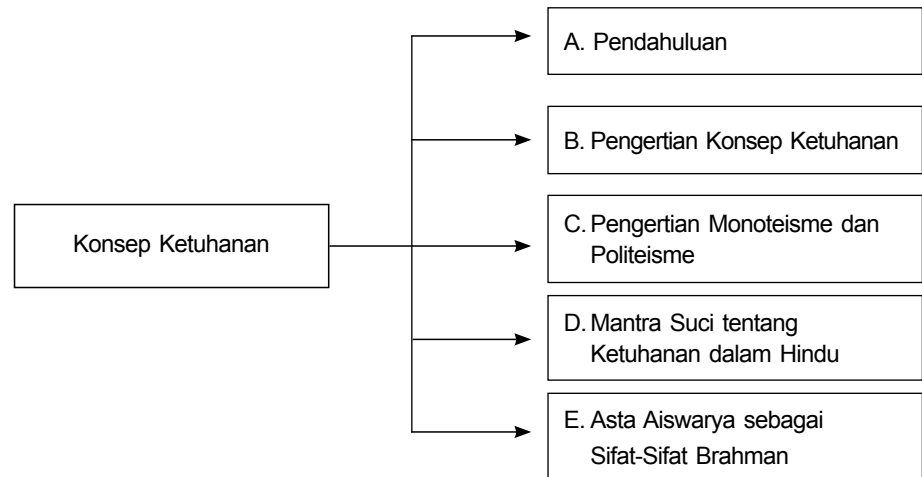 Konsep Ketuhanan
A. Pendahuluan
B. Pengertian Konsep Ketuhanan
C. Pengertian Monoteisme dan
Politeisme
D. Mantra Suci tentang
Ketuhanan dalam Hindu
E. Asta Aiswarya sebagai
Sifat-Sifat Brahman